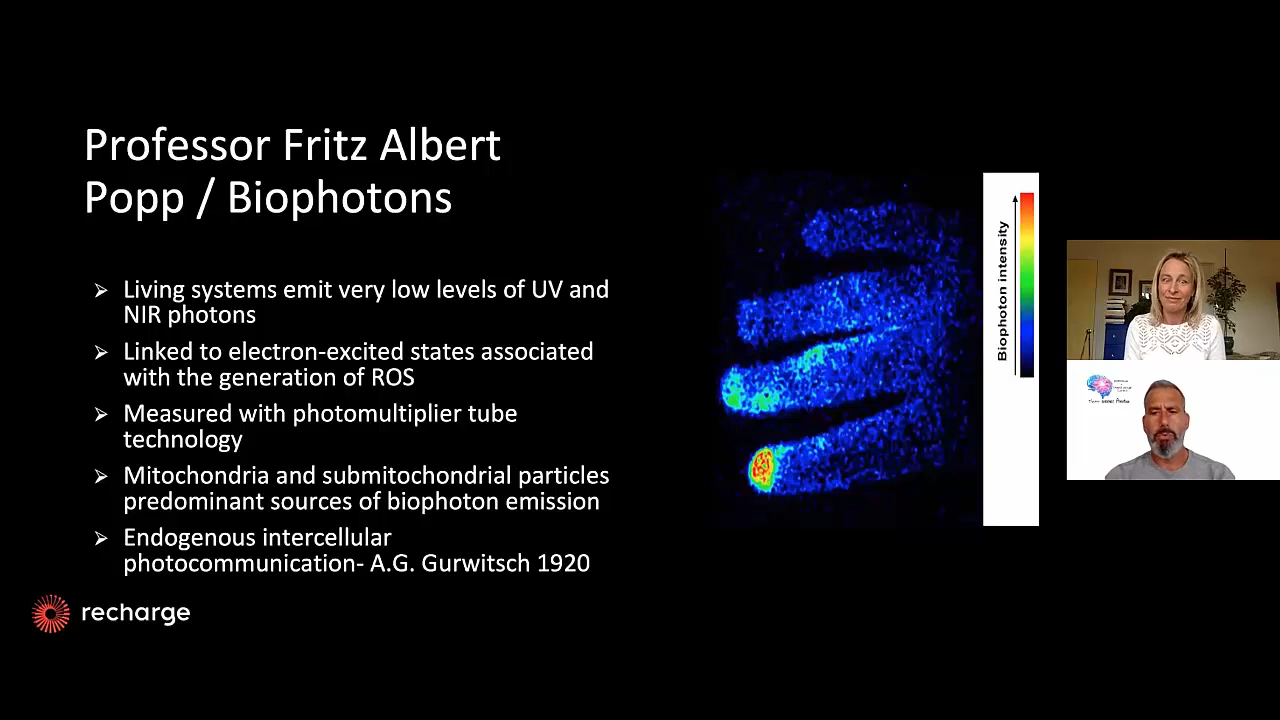 Professor Fritz Albert
Popp / Biophotons
➢ Living systems emit very low levels of UV and
NIR photons
➢ Linked to electron-excited states associated
with the generation of ROS
➢ Measured with photomultiplier tube
technology
➢ Mitochondria and submitochondrial particles
predominant sources of biophoton emission
➢ Endogenous intercellular
photocommunication- A.G. Gurwitsch 1920
recharge
Biophoton intensity